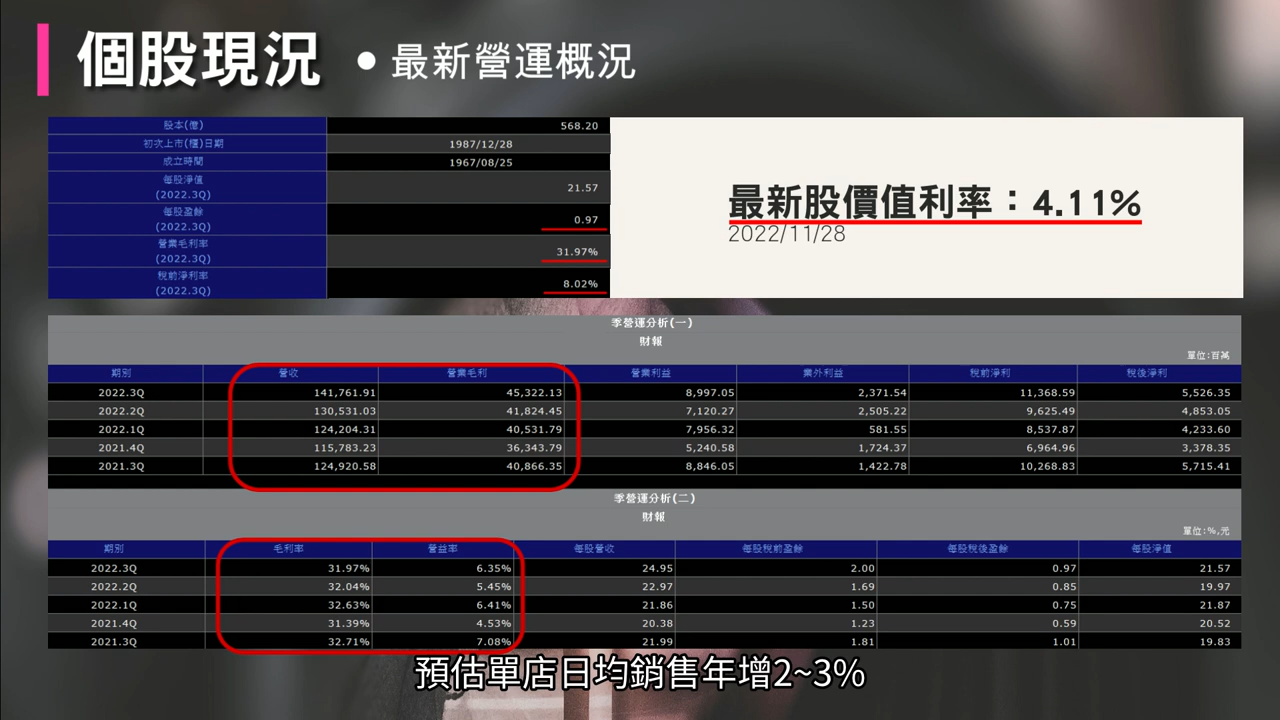 個股現況 • 最新營運概況
股本(億) 568.20
初次上市(櫃)日期 1987/12/28
成立時間 1967/08/25
每股淨值
(2022.3Q) 21.57
每股盈餘
(2022.3Q) 0.97
營業毛利率
(2022.3Q) 31.97%
稅前淨利率
(2022.3Q) 8.02%
最新股價值利率：4.11%
2022/11/28
季營運分析(一)
財報
單位:百萬
期別 營收 營業毛利 營業利益 業外利益 稅前淨利 稅後淨利
2022.3Q 141,761.91 45,322.13 8,997.05 2,371.54 11,368.59 5,526.35
2022.2Q 130,531.03 41,824.45 7,120.27 2,505.22 9,625.49 4,853.05
2022.1Q 124,204.31 40,531.79 7,956.32 581.55 8,537.87 4,233.60
2021.4Q 115,783.23 36,343.79 5,240.58 1,724.37 6,964.96 3,378.35
2021.3Q 124,920.58 40,866.35 8,846.05 1,422.78 10,268.83 5,715.41
季營運分析(二)
財報
單位:%,元
期別 毛利率 營益率 每股營收 每股稅前盈餘 每股稅後盈餘 每股淨值
2022.3Q 31.97% 6.35% 24.95 2.00 0.97 21.57
2022.2Q 32.04% 5.45% 22.97 1.69 0.85 19.97
2022.1Q 32.63% 6.41% 21.86 1.50 0.75 21.87
2021.4Q 31.39% 4.53% 20.38 1.23 0.59 20.52
2021.3Q 32.71% 7.08% 21.99 1.81 1.01 19.83
預估單店日均銷售年增2~3%